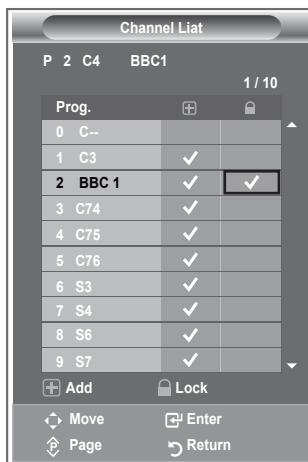 Channel Liat
P 2 C4 BBC1
1 / 10
Prog.
0 C--
1 C3
2 BBC 1
3 C74
4 C75
5 C76
6 S3
7 S4
8 S6
9 S7
Add Lock
Move Enter
P Page Return